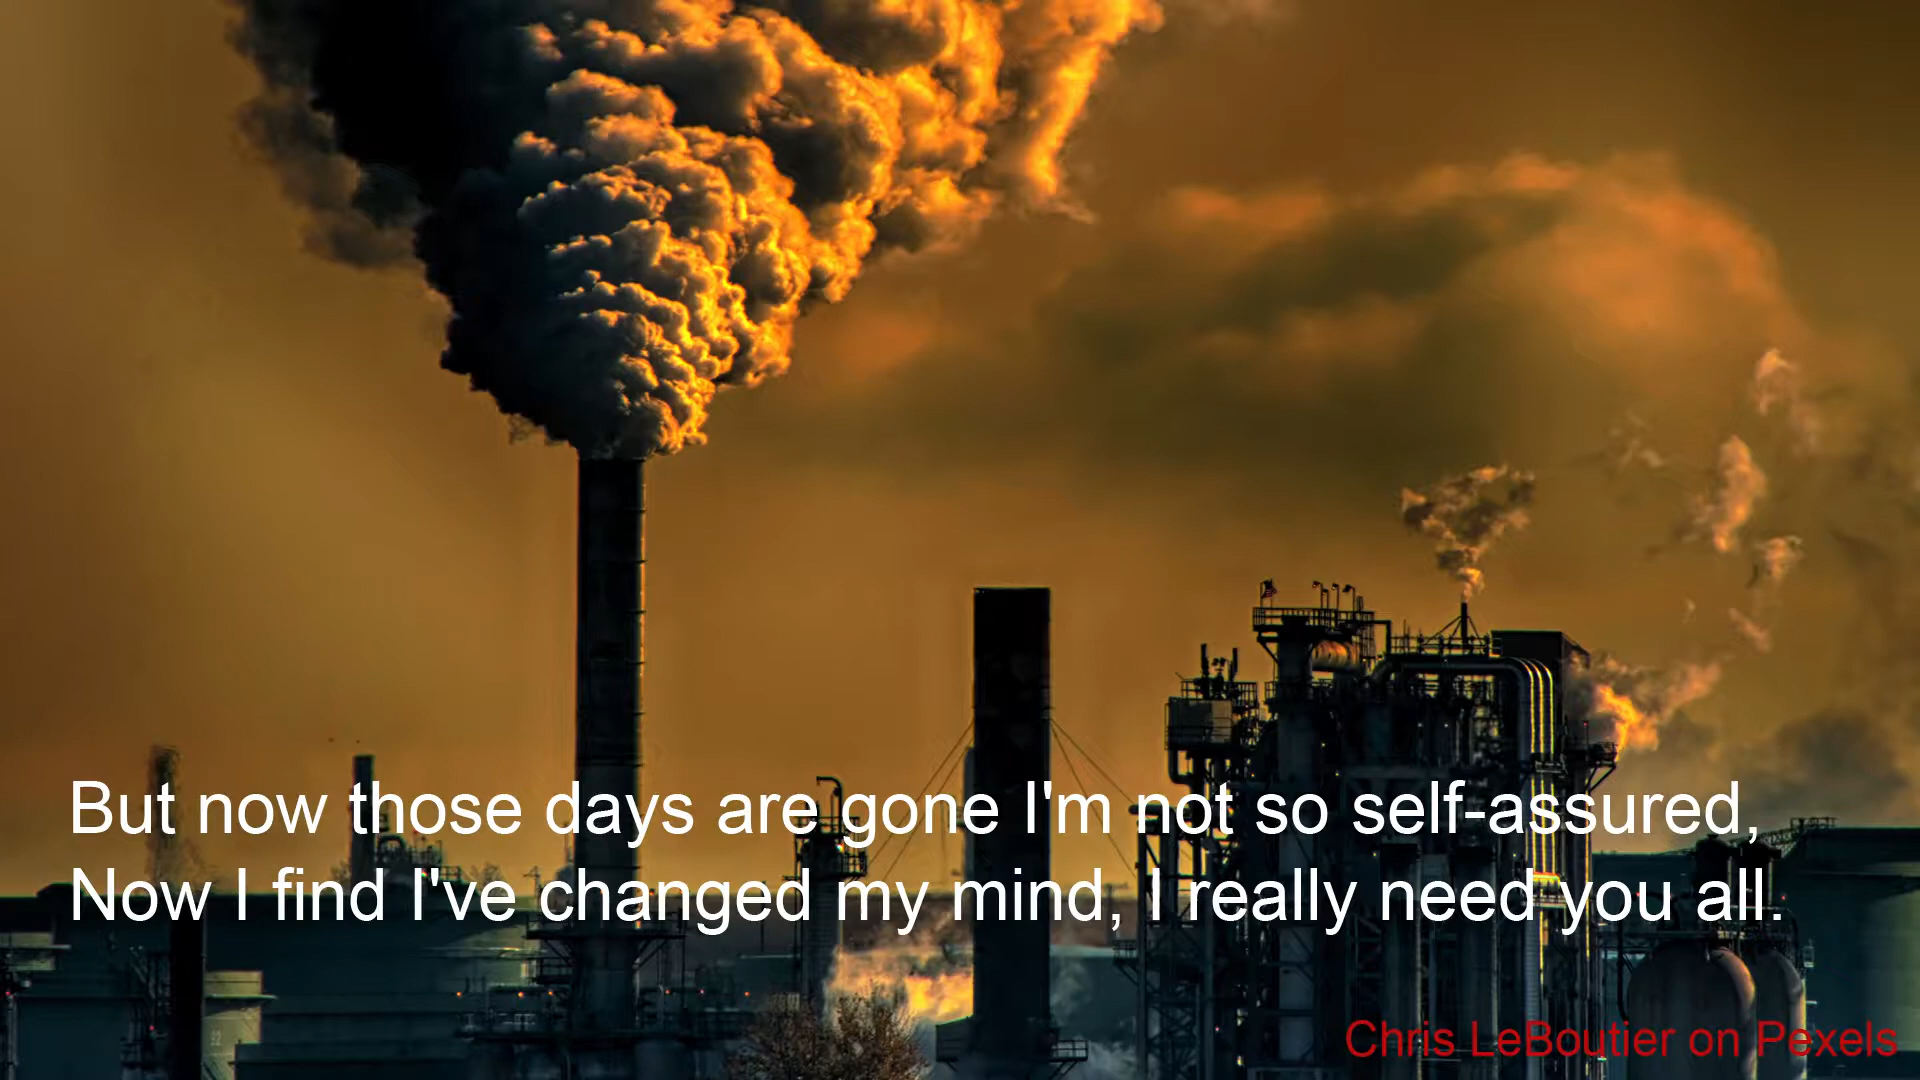 But now those days are gone I'm not so self-assured,
Now I find I've changed my mind, I really need you all.
Chris LeBoutier on Pexels